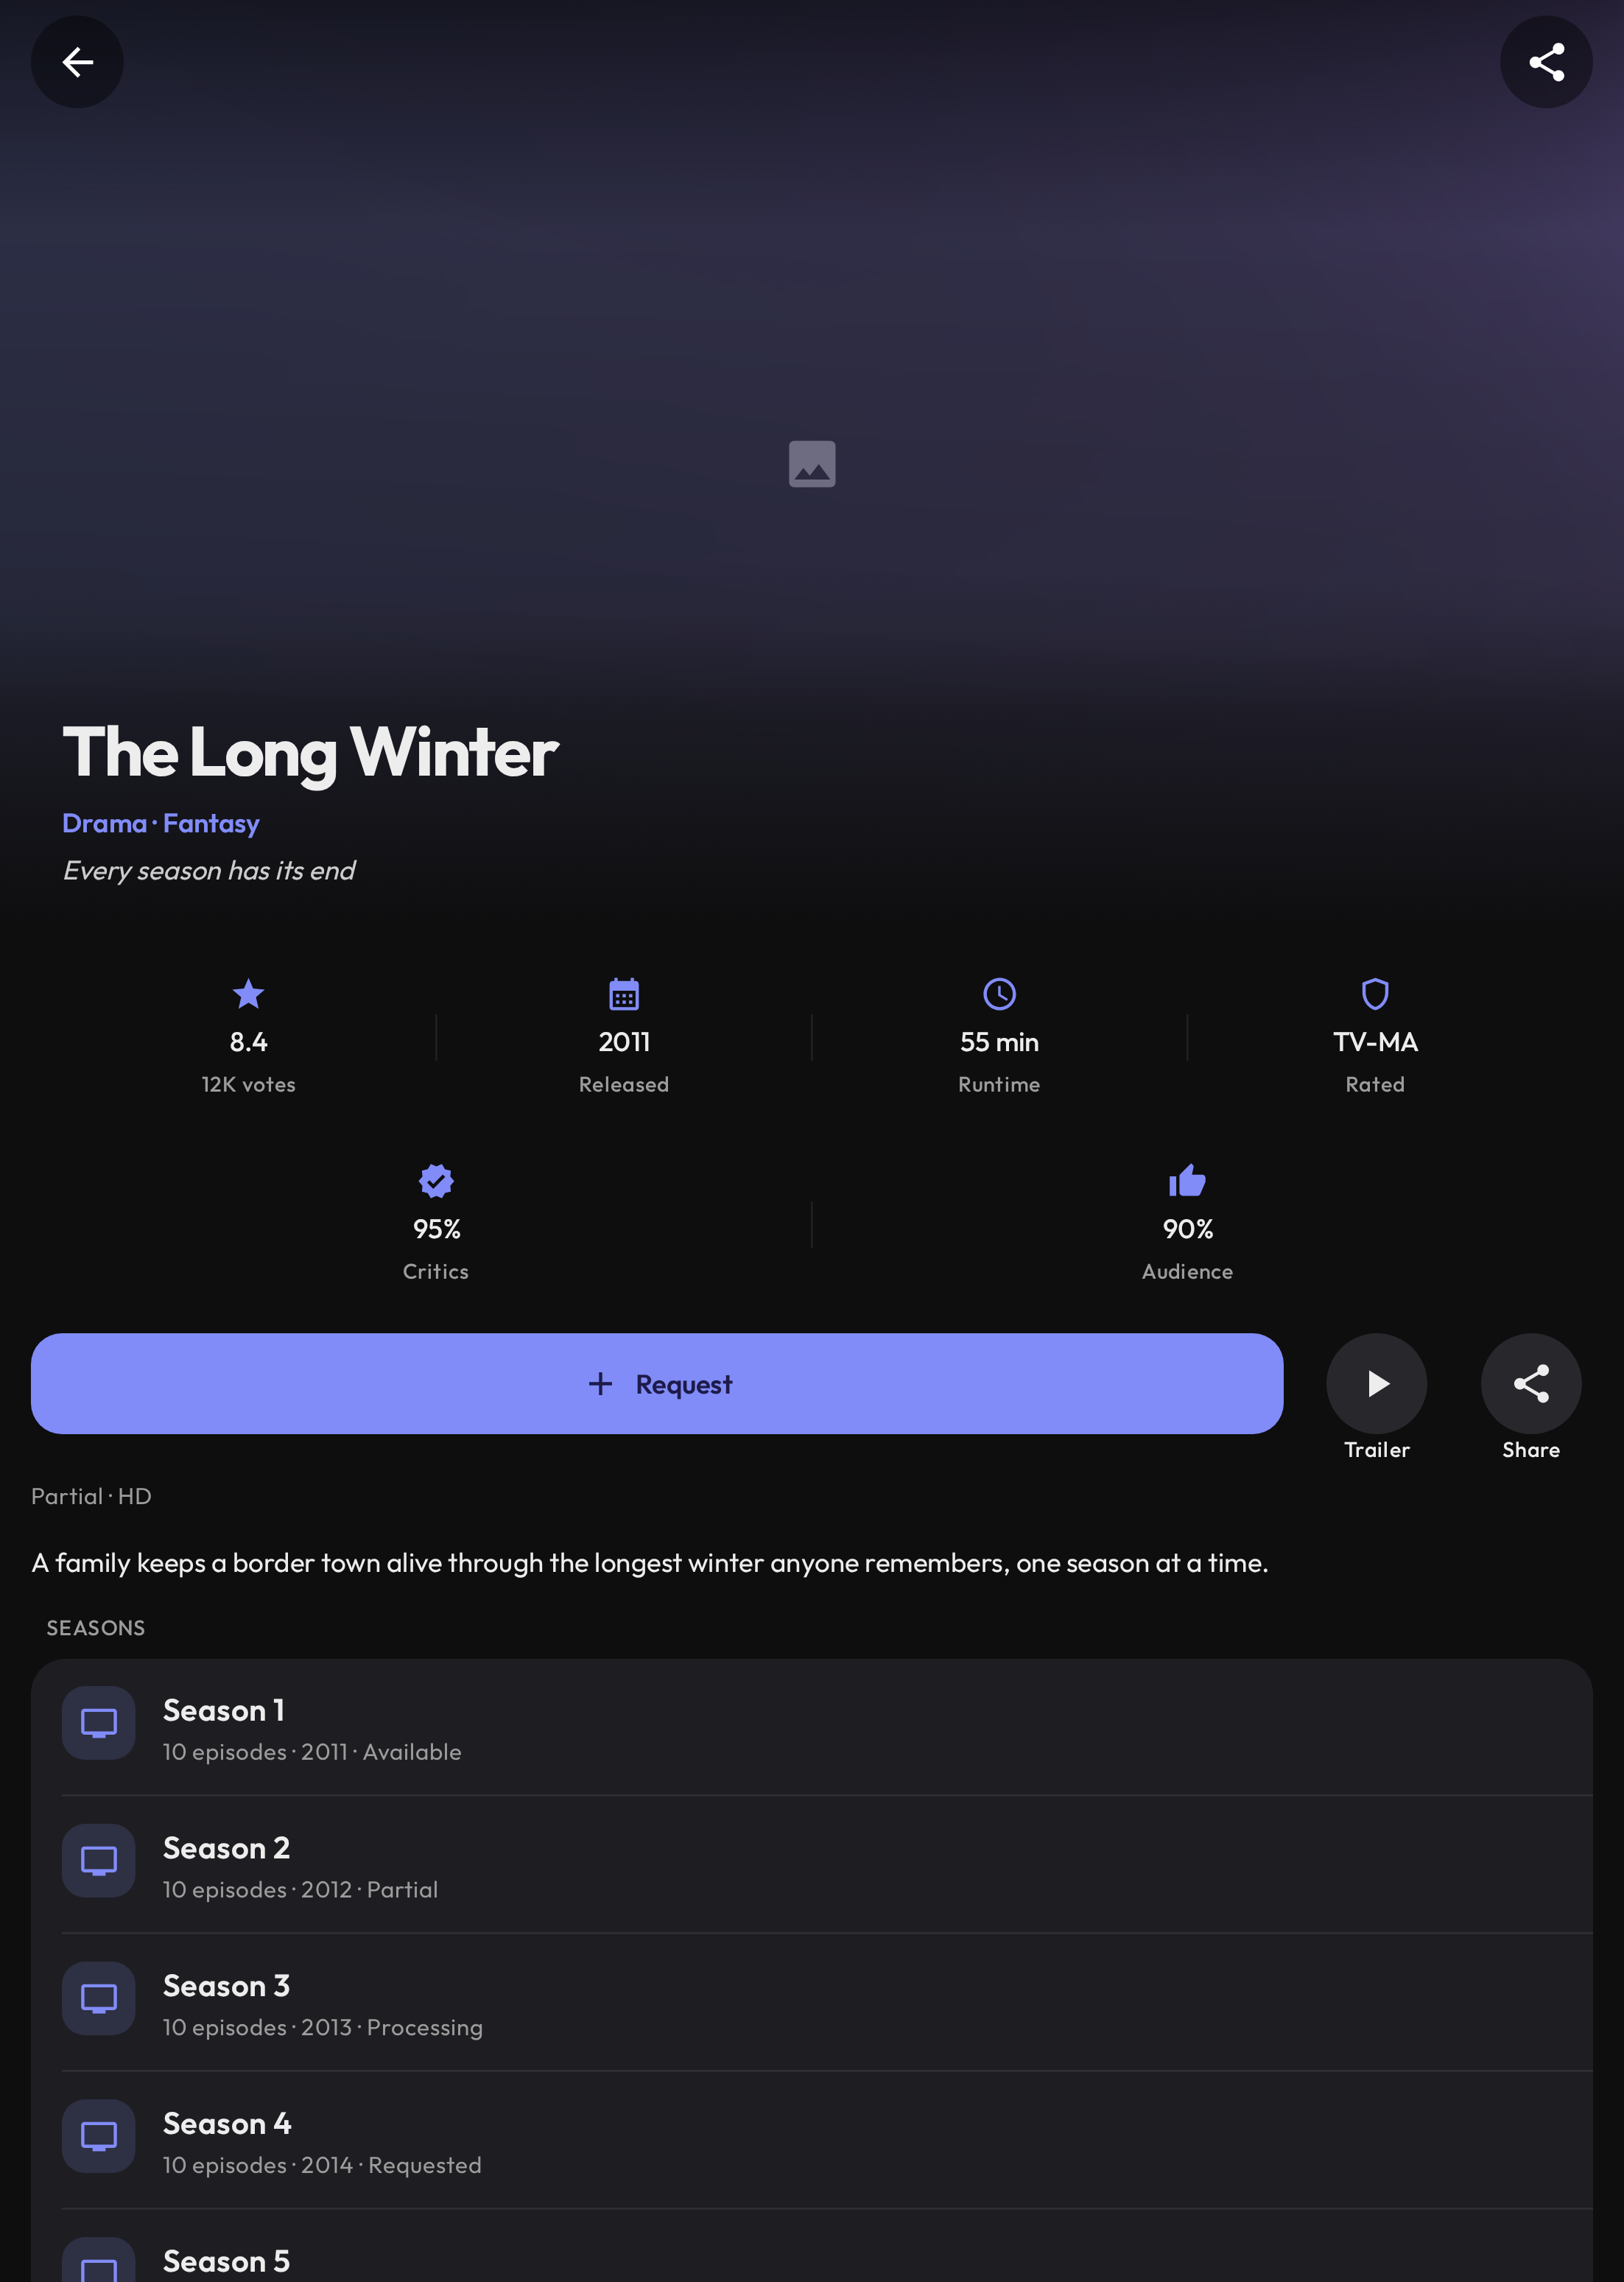 The Long Winter
Drama · Fantasy
Every season has its end
8.4
12K votes
2011
Released
55 min
Runtime
TV-MA
Rated
95%
Critics
90%
Audience
Request
Trailer
Share
Partial · HD
A family keeps a border town alive through the longest winter anyone remembers, one season at a time.
SEASONS
Season 1
10 episodes · 2011 · Available
Season 2
10 episodes · 2012 · Partial
Season 3
10 episodes · 2013 · Processing
Season 4
10 episodes · 2014 · Requested
Season 5